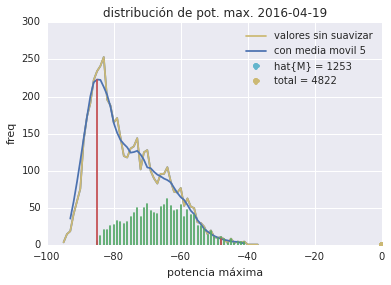 distribución de pot. max. 2016-04-19
300
250
200
150
100
50
0
freq
valores sin suavizar
con media movil 5
hat{M} = 1253
total = 4822
−100
−80
−60
−40
−20
0
potencia máxima